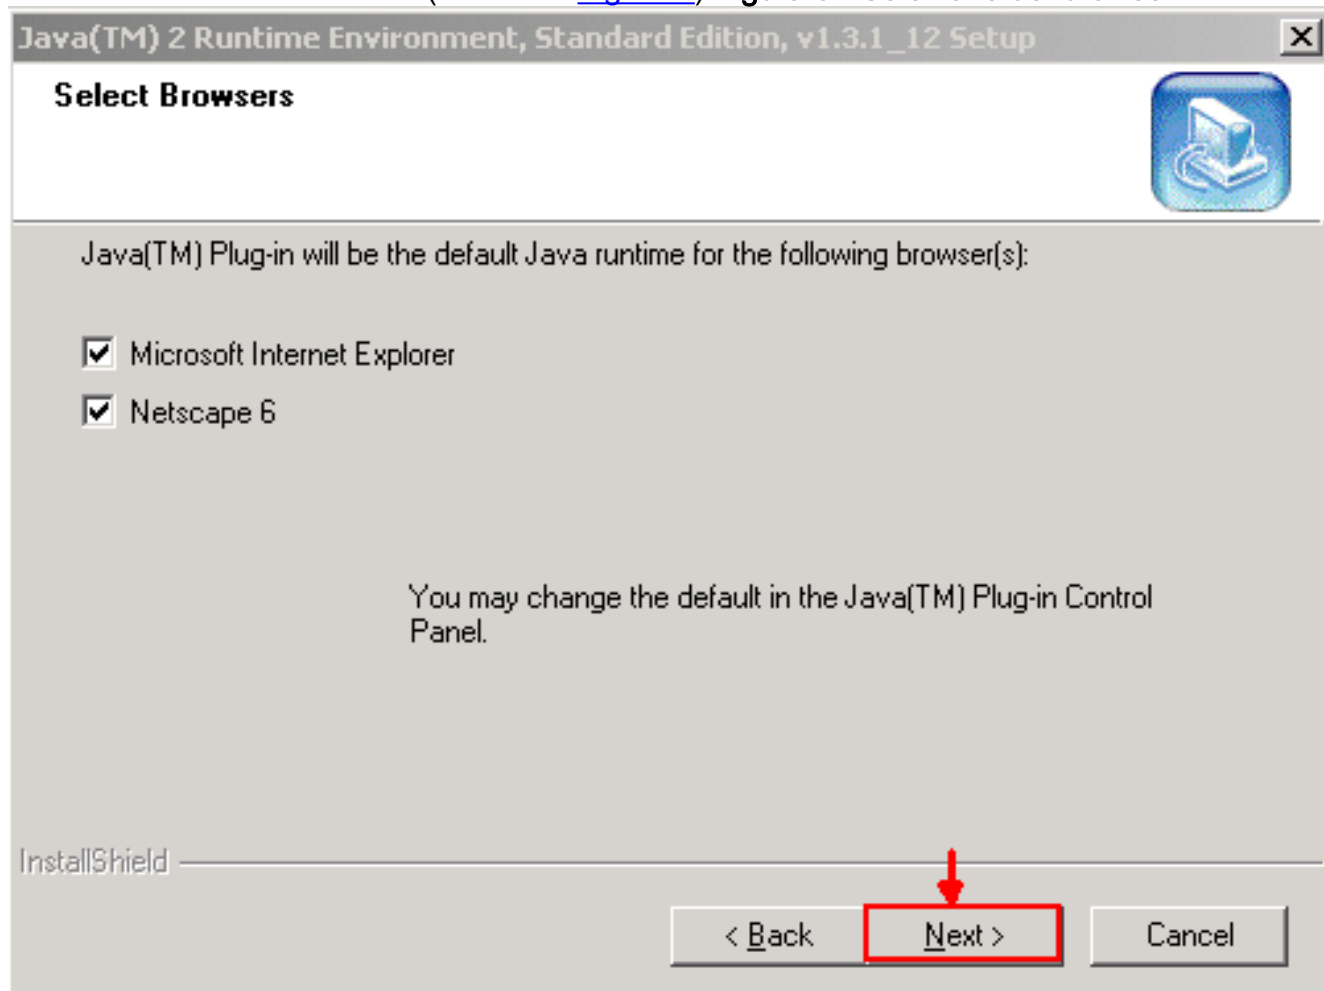 Java(TM) 2 Runtime Environment, Standard Edition, v1.3.1_12 Setup
Select Browsers
Java(TM) Plug-in will be the default Java runtime for the following browser(s):
Microsoft Internet Explorer
Netscape 6
You may change the default in the Java(TM) Plug-in Control
Panel.
InstallShield
< Back
Next >
Cancel